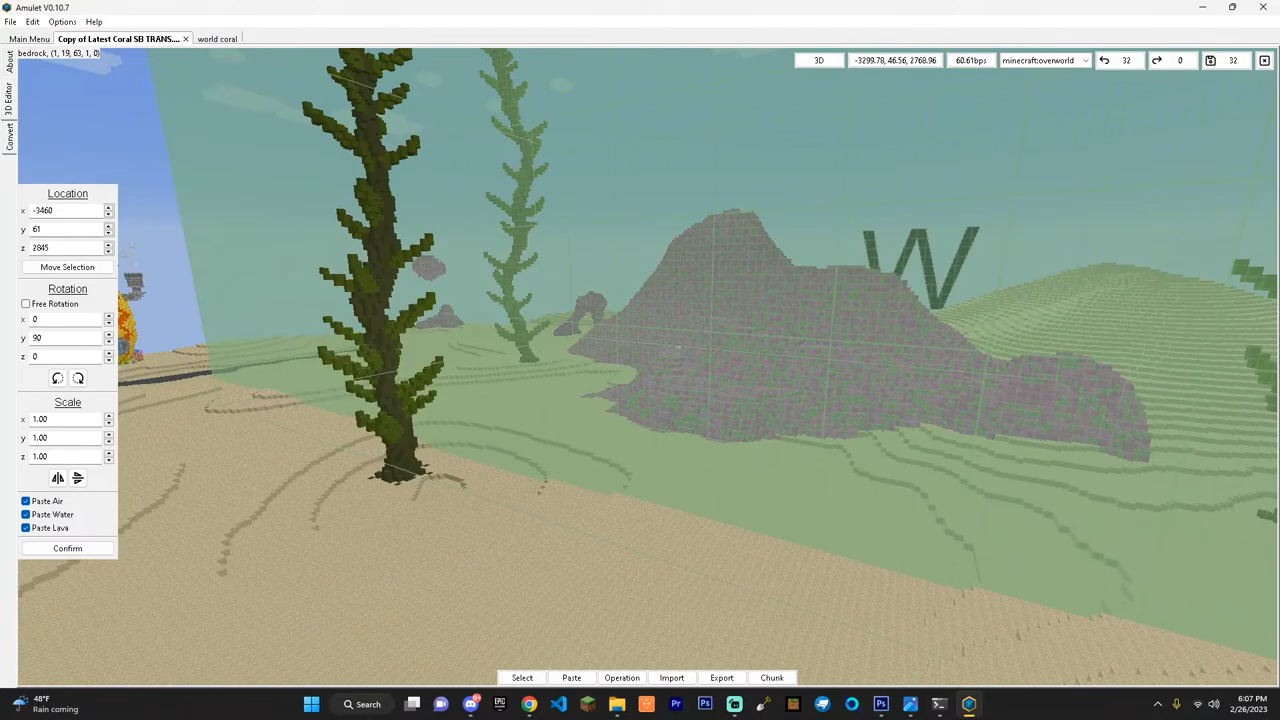 Amulet V0.10.7
File Edit Options Help
Main Menu Copy of Latest Coral SB TRANS.... world coral
bedrock, (1, 19, 63, 1, 0)
3D -3299.78, 46.56, 2768.96 60.61bps minecraft:overworld 32 0 32
About
3D Editor
Convert
Location
x -3460
y 61
z 2845
Move Selection
Rotation
Free Rotation
x 0
y 90
z 0
Scale
x 1.00
y 1.00
z 1.00
Paste Air
Paste Water
Paste Lava
Confirm
W
Select Paste Operation Import Export Chunk
48°F
Rain coming
Search
6:07 PM
2/26/2023